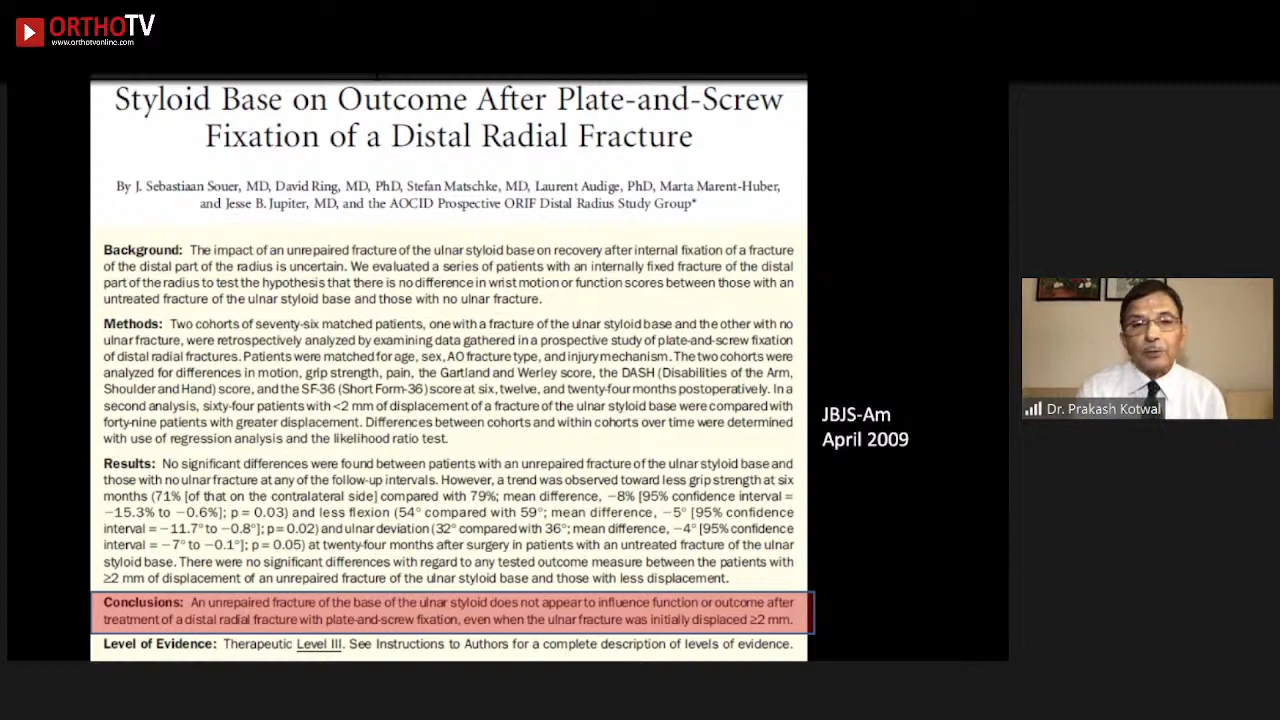 ORTHOTV
www.orthotvonline.com
Styloid Base on Outcome After Plate-and-Screw
Fixation of a Distal Radial Fracture
By J. Sebastiaan Souer, MD, David Ring, MD, PhD, Stefan Matschke, MD, Laurent Audige, PhD, Marta Marent-Huber,
and Jesse B. Jupiter, MD, and the AOCID Prospective ORIF Distal Radius Study Group*
Background: The impact of an unrepaired fracture of the ulnar styloid base on recovery after internal fixation of a fracture
of the distal part of the radius is uncertain. We evaluated a series of patients with an internally fixed fracture of the distal
part of the radius to test the hypothesis that there is no difference in wrist motion or function scores between those with an
untreated fracture of the ulnar styloid base and those with no ulnar fracture.
Methods: Two cohorts of seventy-six matched patients, one with a fracture of the ulnar styloid base and the other with no
ulnar fracture, were retrospectively analyzed by examining data gathered in a prospective study of plate-and-screw fixation
of distal radial fractures. Patients were matched for age, sex, AO fracture type, and injury mechanism. The two cohorts were
analyzed for differences in motion, grip strength, pain, the Gartland and Werley score, the DASH (Disabilities of the Arm,
Shoulder and Hand) score, and the SF-36 (Short Form-36) score at six, twelve, and twenty-four months postoperatively. In a
second analysis, sixty-four patients with <2 mm of displacement of a fracture of the ulnar styloid base were compared with
forty-nine patients with greater displacement. Differences between cohorts and within cohorts over time were determined
with use of regression analysis and the likelihood ratio test.
Results: No significant differences were found between patients with an unrepaired fracture of the ulnar styloid base and
those with no ulnar fracture at any of the follow-up intervals. However, a trend was observed toward less grip strength at six
months (71% [of that on the contralateral side] compared with 79%; mean difference, −8% [95% confidence interval =
−15.3% to −0.6%]; p = 0.03) and less flexion (54° compared with 59°; mean difference, −5° [95% confidence
interval = −11.7° to −0.8°]; p = 0.02) and ulnar deviation (32° compared with 36°; mean difference, −4° [95% confidence
interval = −7° to −0.1°]; p = 0.05) at twenty-four months after surgery in patients with an untreated fracture of the ulnar
styloid base. There were no significant differences with regard to any tested outcome measure between the patients with
≥2 mm of displacement of an unrepaired fracture of the ulnar styloid base and those with less displacement.
Conclusions: An unrepaired fracture of the base of the ulnar styloid does not appear to influence function or outcome after
treatment of a distal radial fracture with plate-and-screw fixation, even when the ulnar fracture was initially displaced ≥2 mm.
Level of Evidence: Therapeutic Level III. See Instructions to Authors for a complete description of levels of evidence.
JBJS-Am
April 2009
Dr. Prakash Kotwal